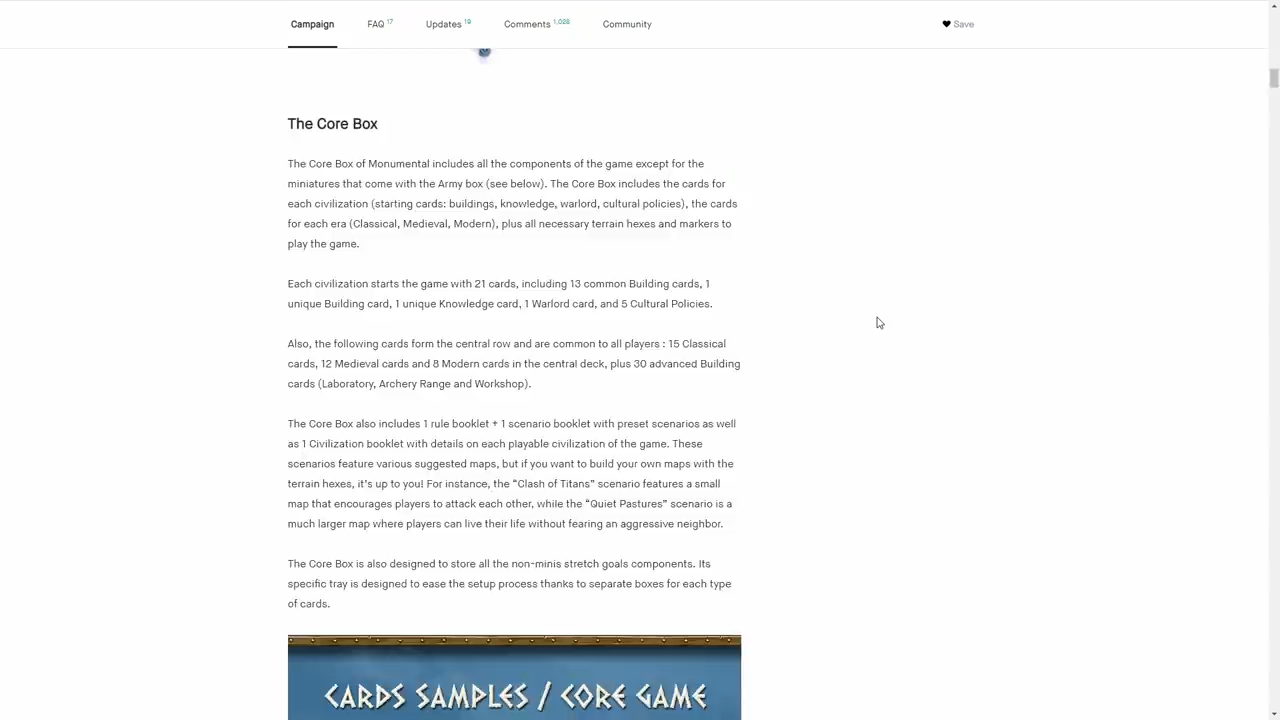 Campaign FAQ 17 Updates 19 Comments 1,028 Community Save
The Core Box
The Core Box of Monumental includes all the components of the game except for the
miniatures that come with the Army box (see below). The Core Box includes the cards for
each civilization (starting cards: buildings, knowledge, warlord, cultural policies), the cards
for each era (Classical, Medieval, Modern), plus all necessary terrain hexes and markers to
play the game.
Each civilization starts the game with 21 cards, including 13 common Building cards, 1
unique Building card, 1 unique Knowledge card, 1 Warlord card, and 5 Cultural Policies.
Also, the following cards form the central row and are common to all players : 15 Classical
cards, 12 Medieval cards and 8 Modern cards in the central deck, plus 30 advanced Building
cards (Laboratory, Archery Range and Workshop).
The Core Box also includes 1 rule booklet + 1 scenario booklet with preset scenarios as well
as 1 Civilization booklet with details on each playable civilization of the game. These
scenarios feature various suggested maps, but if you want to build your own maps with the
terrain hexes, it's up to you! For instance, the “Clash of Titans” scenario features a small
map that encourages players to attack each other, while the “Quiet Pastures” scenario is a
much larger map where players can live their life without fearing an aggressive neighbor.
The Core Box is also designed to store all the non-minis stretch goals components. Its
specific tray is designed to ease the setup process thanks to separate boxes for each type
of cards.
CARDS SAMPLES / CORE GAME